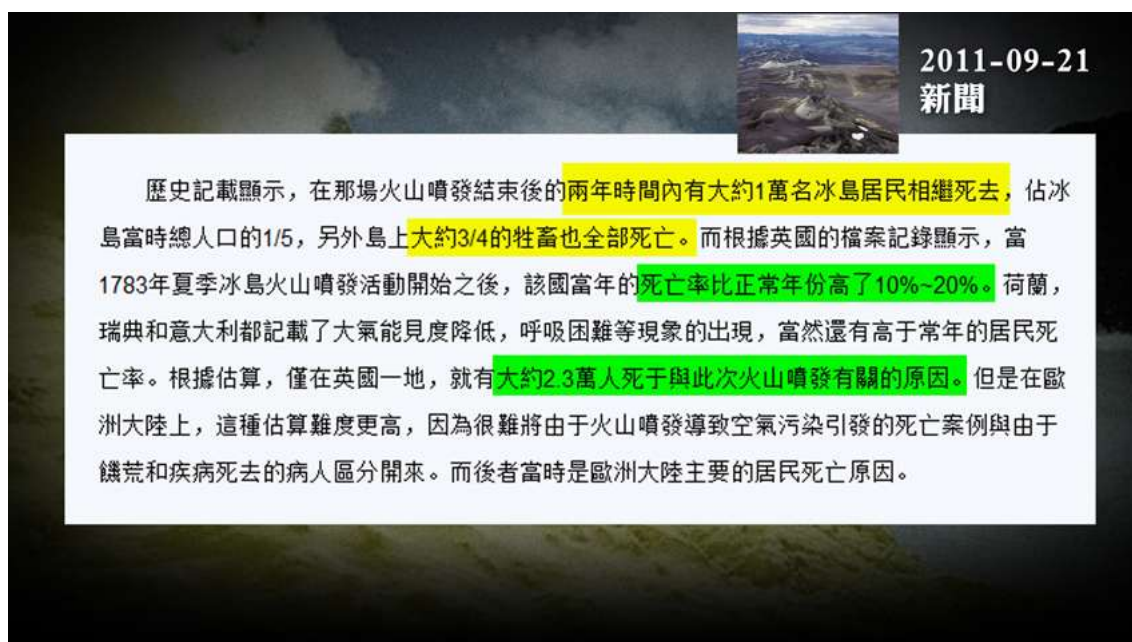 2011-09-21
新聞
歷史記載顯示，在那場火山噴發結束後的兩年時間內有大約1萬名冰島居民相繼死去，佔冰
島當時總人口的1/5，另外島上大約3/4的牲畜也全部死亡。而根據英國的檔案記錄顯示，當
1783年夏季冰島火山噴發活動開始之後，該國當年的死亡率比正常年份高了10%~20%。荷蘭，
瑞典和意大利都記載了大氣能見度降低，呼吸困難等現象的出現，當然還有高于常年的居民死
亡率。根據估算，僅在英國一地，就有大約2.3萬人死于與此次火山噴發有關的原因。但是在歐
洲大陸上，這種估算難度更高，因為很難將由于火山噴發導致空氣污染引發的死亡案例與由于
饑荒和疾病死去的病人區分開來。而後者當時是歐洲大陸主要的居民死亡原因。